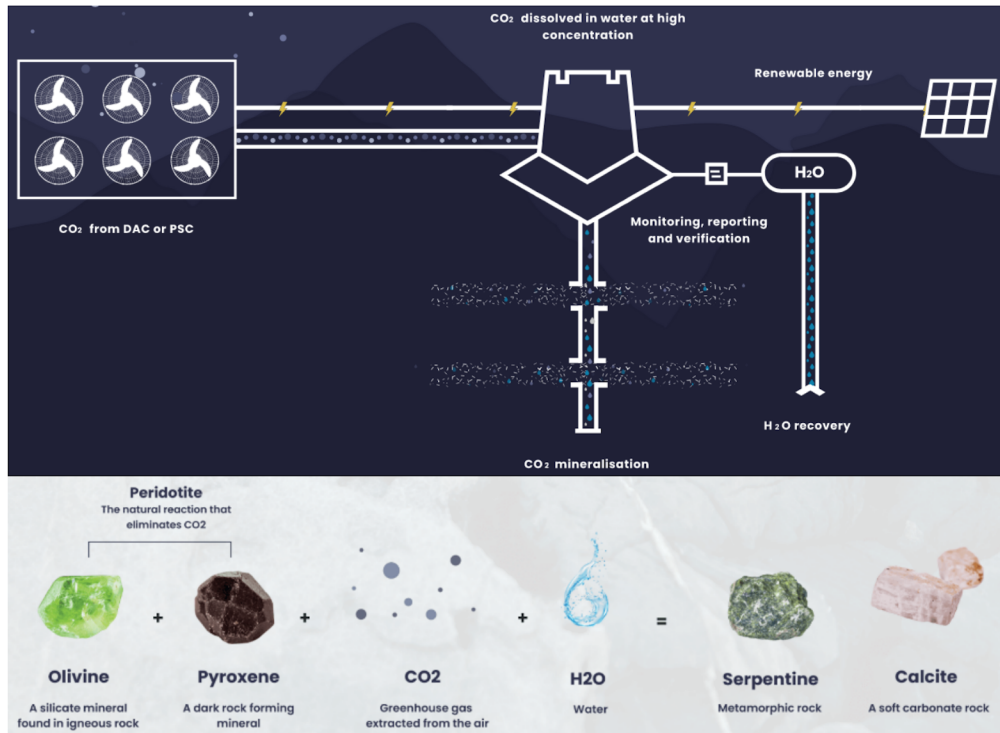 CO₂ dissolved in water at high
concentration
Renewable energy
H₂O
CO₂ from DAC or PSC
Monitoring, reporting
and verification
H₂O recovery
CO₂ mineralisation
Peridotite
The natural reaction that
eliminates CO2
+
+
+
=
Olivine
Pyroxene
CO2
H2O
Serpentine
Calcite
A silicate mineral
found in igneous rock
A dark rock forming
mineral
Greenhouse gas
extracted from the air
Water
Metamorphic rock
A soft carbonate rock